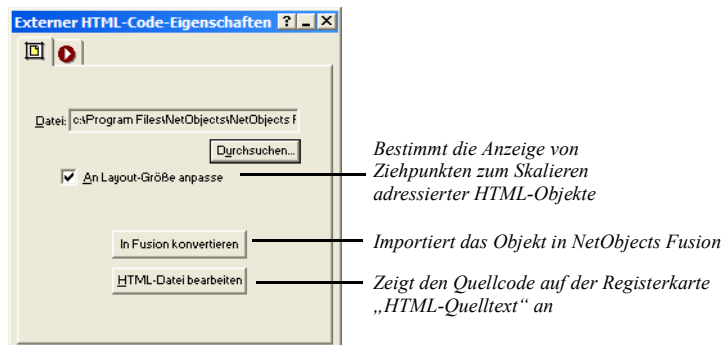 Externer HTML-Code-Eigenschaften
Datei: c:\Program Files\NetObjects\NetObjects F
Durchsuchen...
An Layout-Größe anpasse
In Fusion konvertieren
HTML-Datei bearbeiten
Bestimmt die Anzeige von
Ziehpunkten zum Skalieren
adressierter HTML-Objekte
Importiert das Objekt in NetObjects Fusion
Zeigt den Quellcode auf der Registerkarte
„HTML-Quelltext“ an